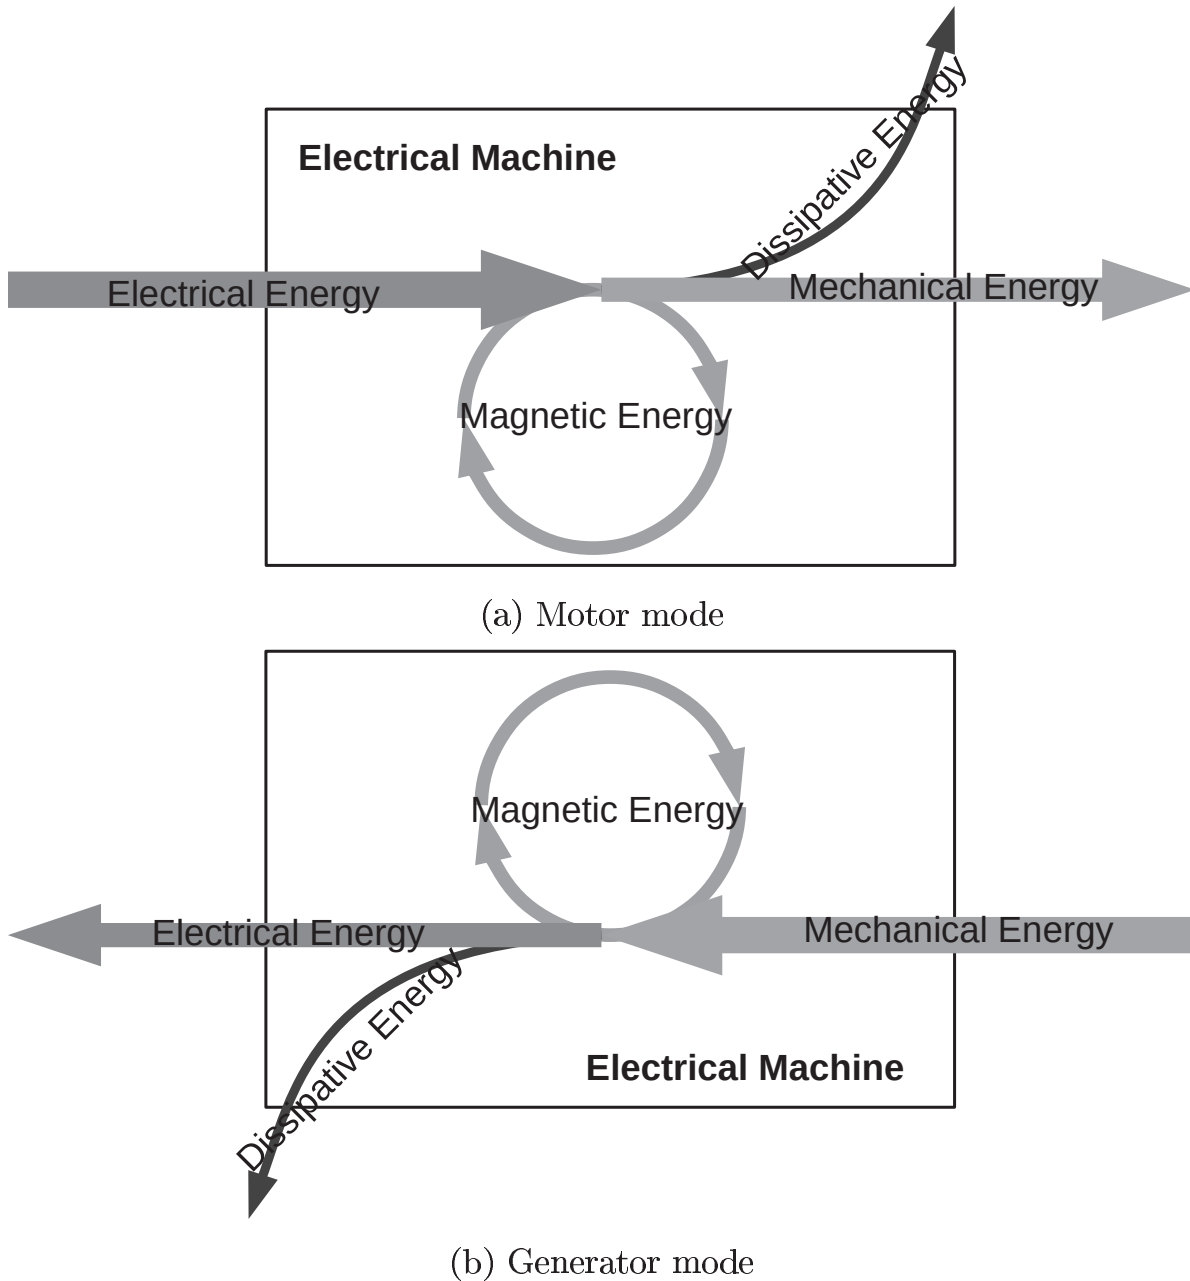 Electrical Machine
Dissipative Energy
Electrical Energy
Mechanical Energy
Magnetic Energy
(a) Motor mode
Magnetic Energy
Electrical Energy
Mechanical Energy
Dissipative Energy
Electrical Machine
(b) Generator mode